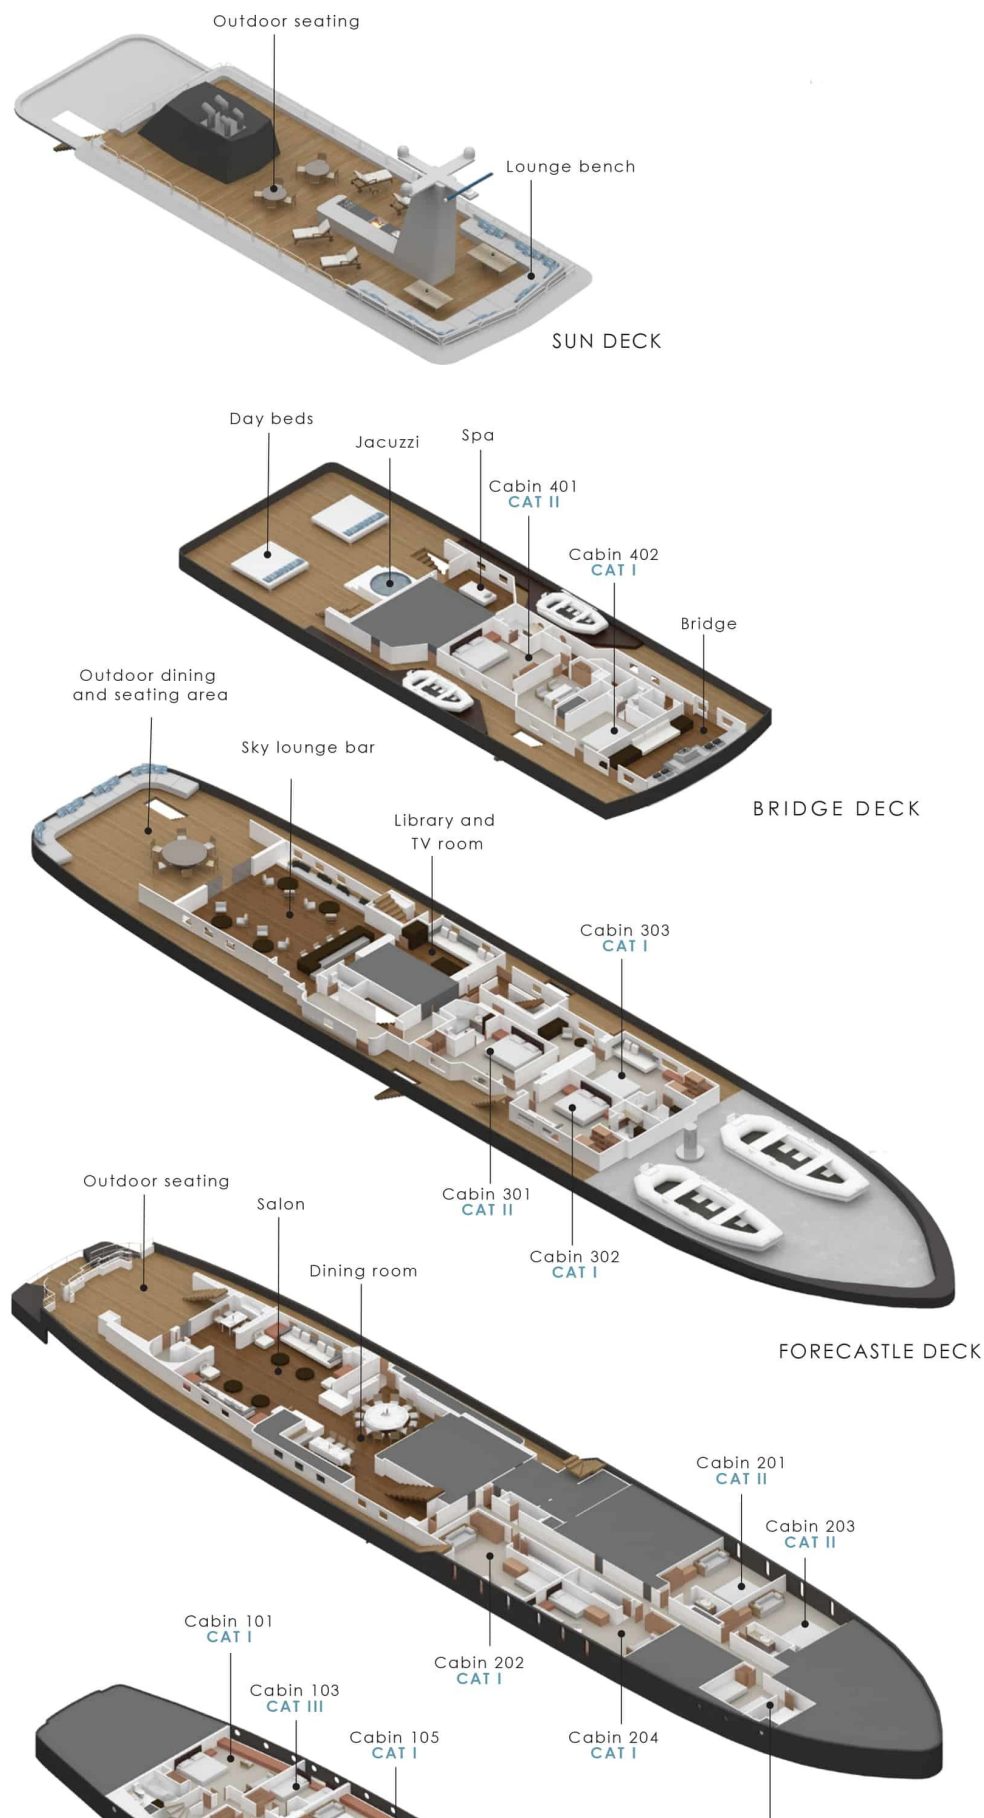 Outdoor seating
Lounge bench
SUN DECK
Day beds
Jacuzzi
Spa
Cabin 401
CAT II
Cabin 402
CAT I
Bridge
BRIDGE DECK
Outdoor dining
and seating area
Sky lounge bar
Library and
TV room
Cabin 303
CAT I
Cabin 301
CAT II
Cabin 302
CAT I
FORECASTLE DECK
Outdoor seating
Salon
Dining room
Cabin 201
CAT II
Cabin 203
CAT II
Cabin 202
CAT I
Cabin 204
CAT I
Cabin 101
CAT I
Cabin 103
CAT III
Cabin 105
CAT I